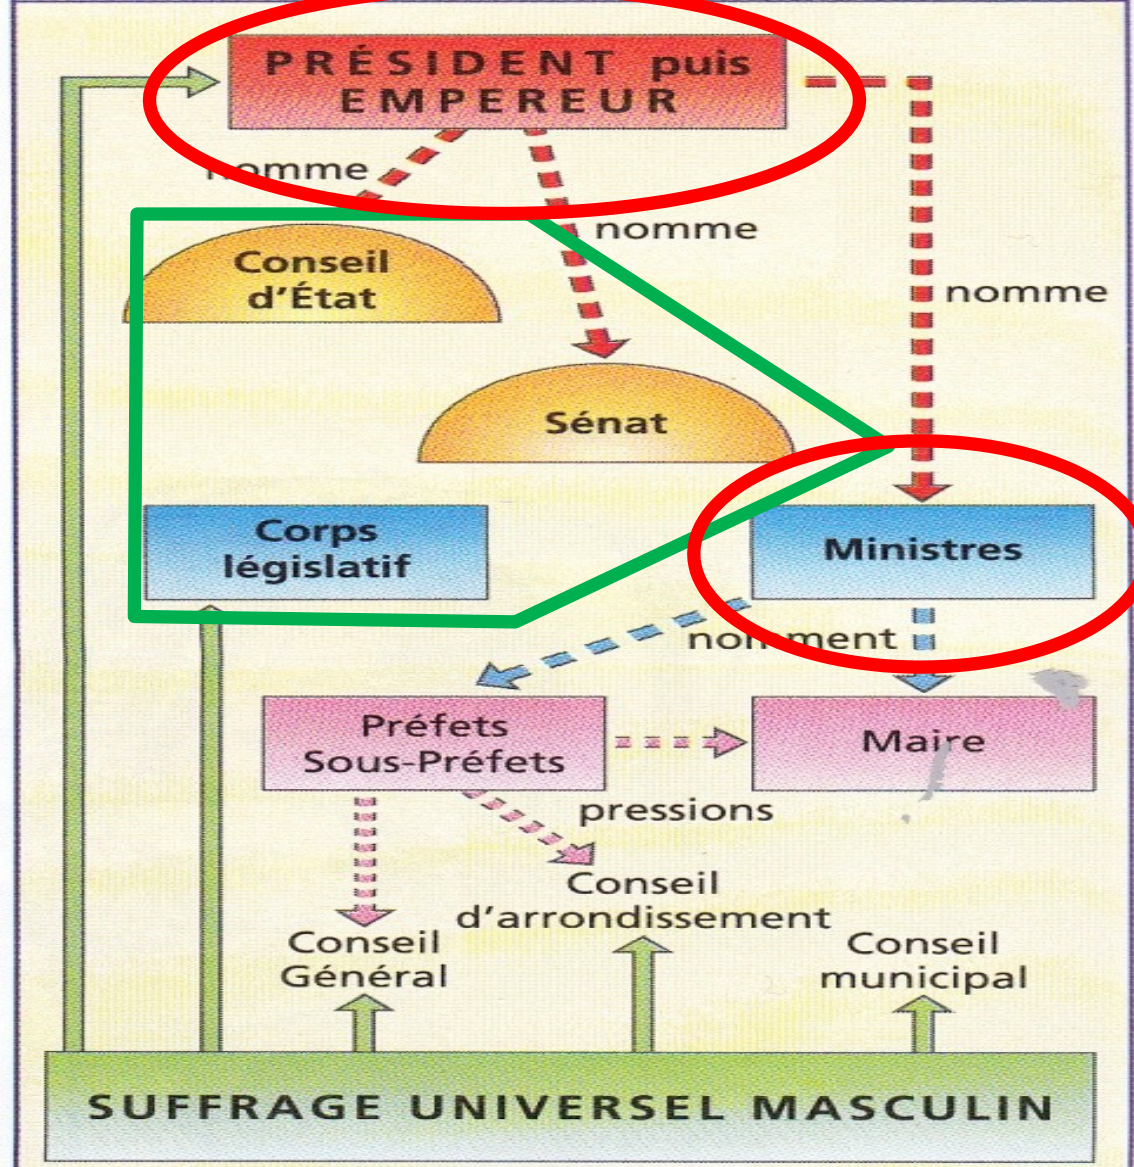 PRÉSIDENT puis
EMPEREUR
nomme
nomme
Conseil
d'État
nomme
Sénat
Corps
législatif
Ministres
nomment
Préfets
Sous-Préfets
Maire
pressions
Conseil
d'arrondissement
Conseil
Général
Conseil
municipal
SUFFRAGE UNIVERSEL MASCULIN